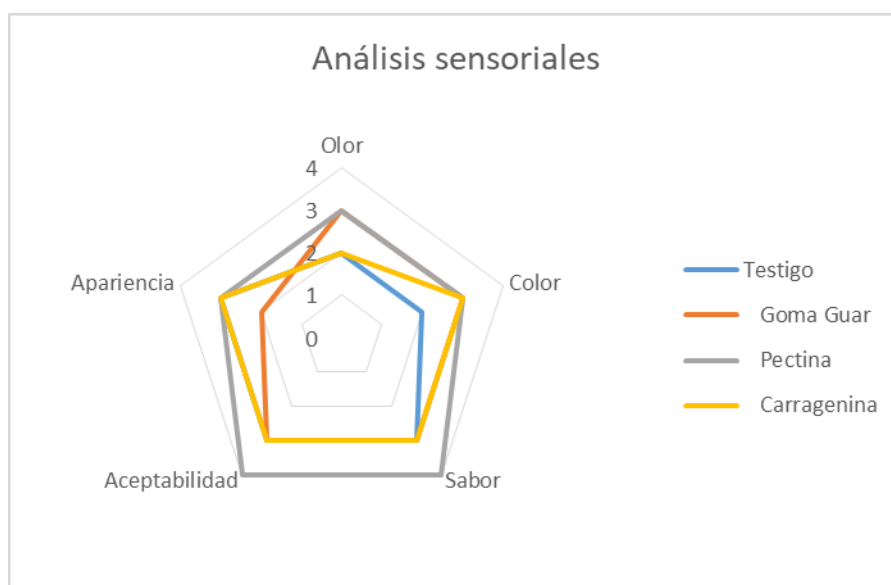 Análisis sensoriales
Olor
4
3
2
1
0
Color
Sabor
Aceptabilidad
Apariencia
Testigo
Goma Guar
Pectina
Carragenina